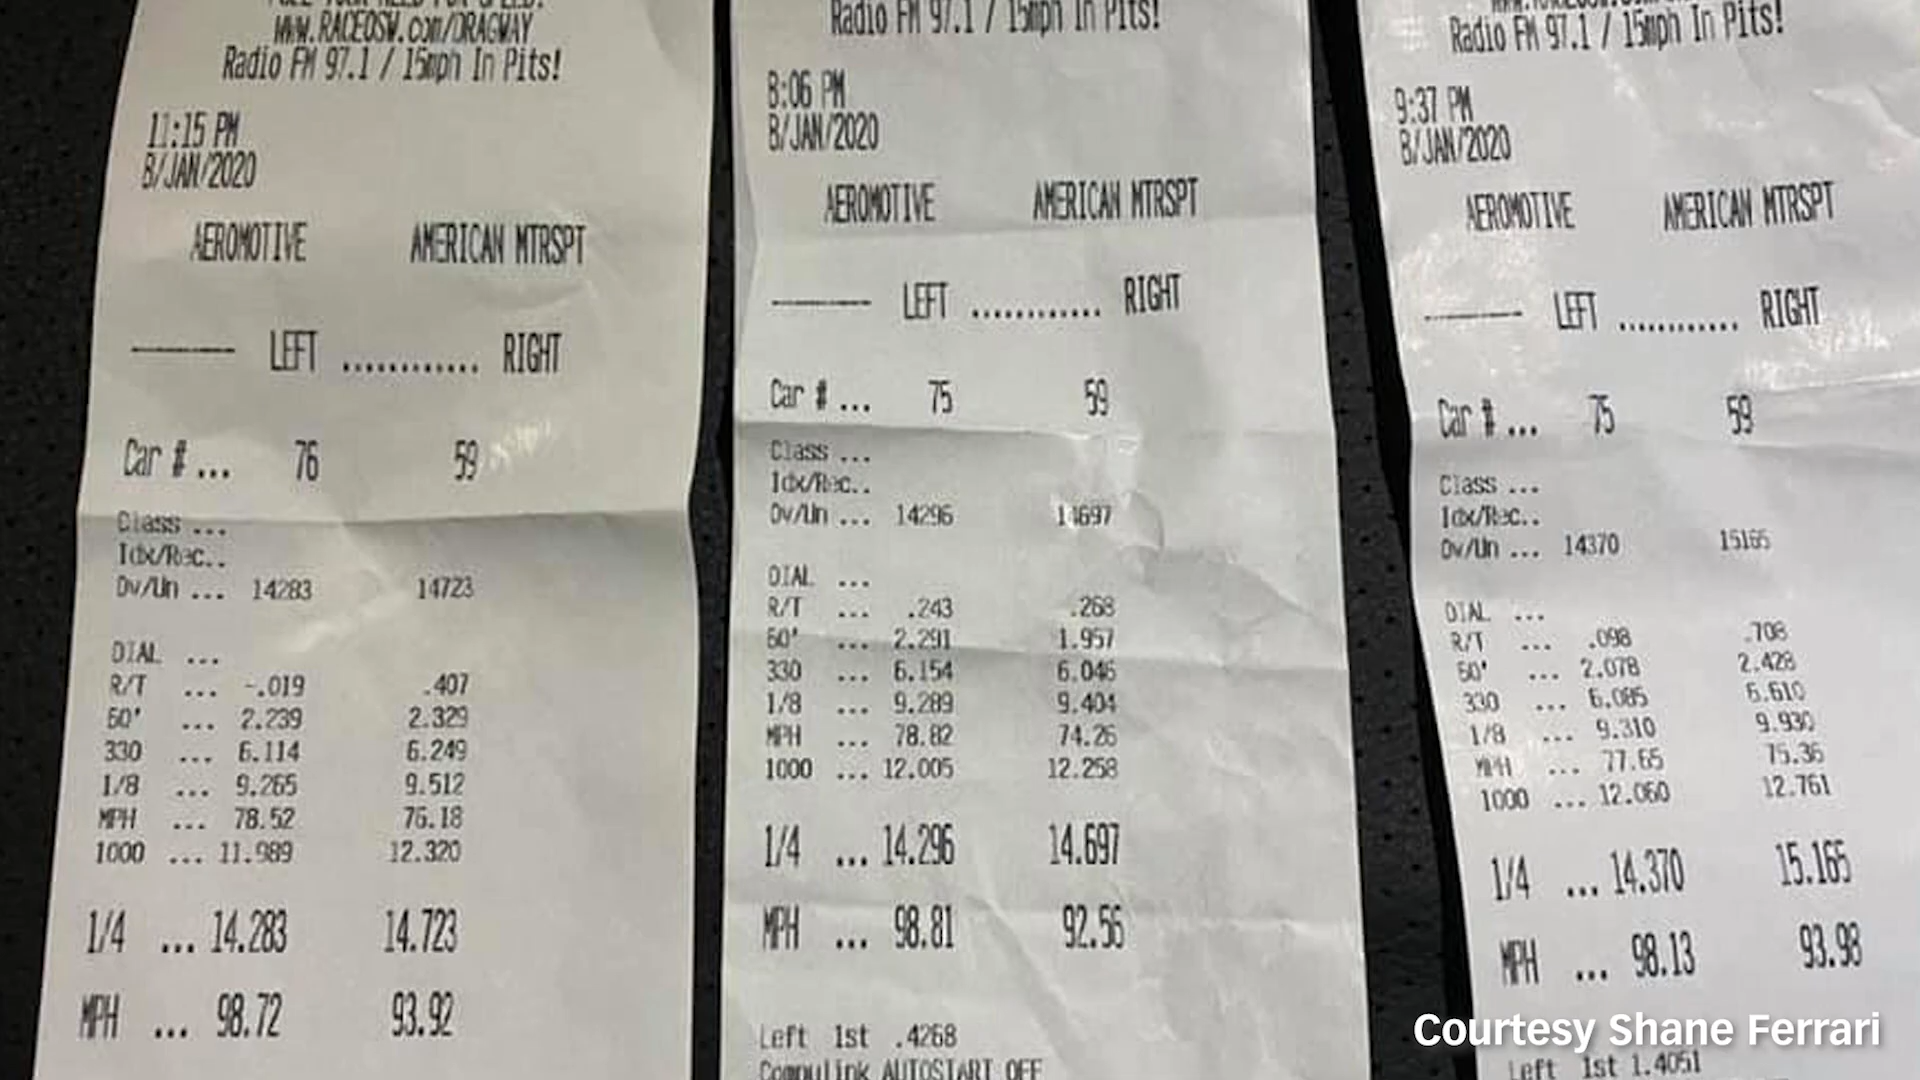 www.RACEOSW.com/DRAGWAY
Radio FM 97.1 / 15mph In Pits!
11:15 PM
8/JAN/2020
AEROMOTIVE AMERICAN MTRSPT
LEFT ............ RIGHT
Car # ... 76 59
Class ...
Idx/Rec..
Ov/Un ... 14283 14723
DIAL ...
R/T ... -.019 .407
60' ... 2.239 2.329
330 ... 6.114 6.249
1/8 ... 9.265 9.512
MPH ... 78.52 76.18
1000 ... 11.989 12.320
1/4 ... 14.283 14.723
MPH ... 98.72 93.92
Radio FM 97.1 / 15mph In Pits!
8:06 PM
8/JAN/2020
AEROMOTIVE AMERICAN MTRSPT
LEFT ............ RIGHT
Car # ... 75 59
Class ...
Idx/Rec..
Ov/Un ... 14296 14697
DIAL ...
R/T ... .243 .268
60' ... 2.291 1.957
330 ... 6.154 6.046
1/8 ... 9.289 9.404
MPH ... 78.82 74.26
1000 ... 12.005 12.258
1/4 ... 14.296 14.697
MPH ... 98.81 92.56
Left 1st .4268
Compulink AUTOSTART OFF
Radio FM 97.1 / 15mph In Pits!
9:37 PM
8/JAN/2020
AEROMOTIVE AMERICAN MTRSPT
LEFT ............ RIGHT
Car # ... 75 59
Class ...
Idx/Rec..
Ov/Un ... 14370 15165
DIAL ...
R/T ... .098 .708
60' ... 2.078 2.428
330 ... 6.085 6.610
1/8 ... 9.310 9.930
MPH ... 77.65 75.36
1000 ... 12.060 12.761
1/4 ... 14.370 15.165
MPH ... 98.13 93.98
Left 1st 1.4051
Courtesy Shane Ferrari